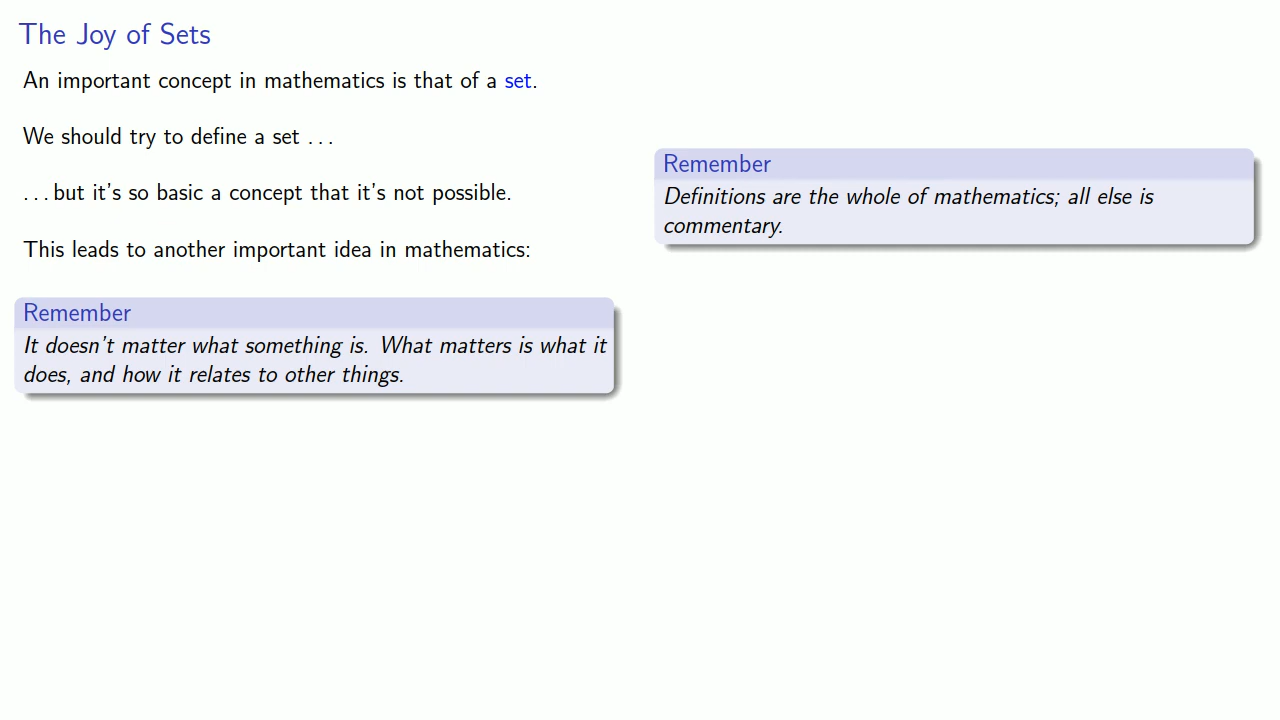 The Joy of Sets
An important concept in mathematics is that of a set.
We should try to define a set . . .
. . . but it's so basic a concept that it's not possible.
This leads to another important idea in mathematics:
Remember
It doesn't matter what something is. What matters is what it
does, and how it relates to other things.
Remember
Definitions are the whole of mathematics; all else is
commentary.